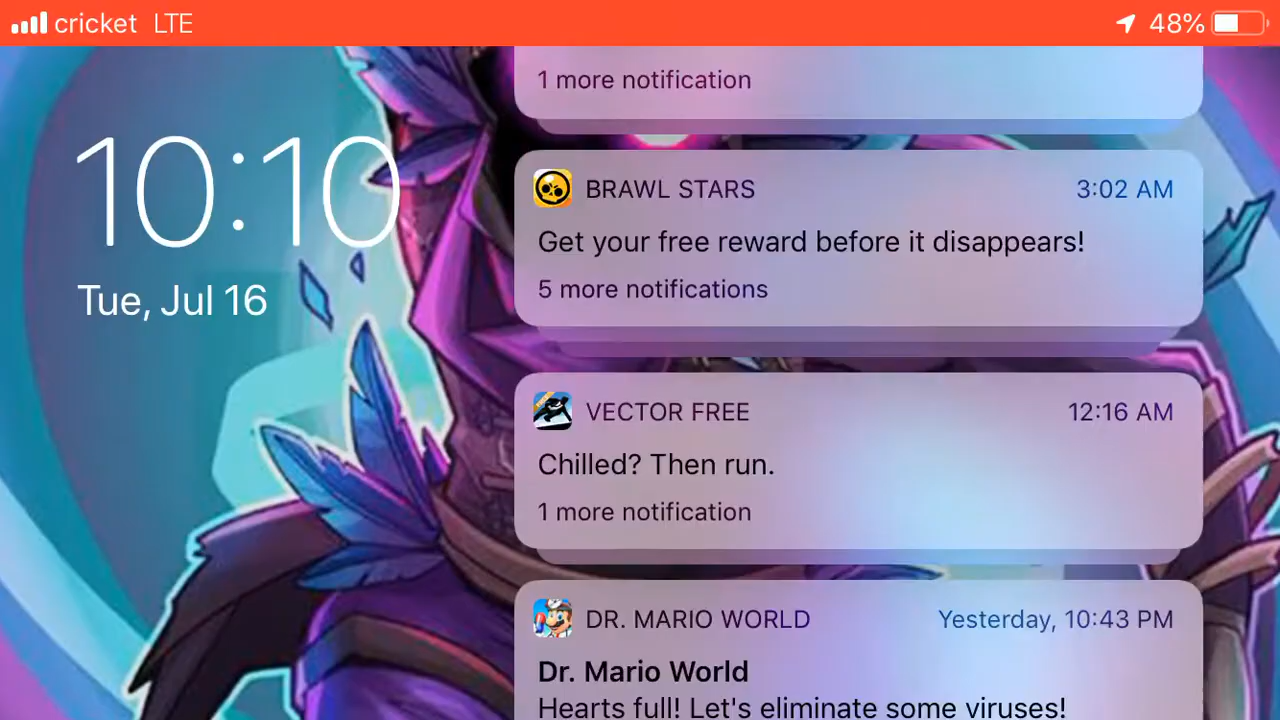 cricket LTE
48%
10:10
Tue, Jul 16
1 more notification
BRAWL STARS 3:02 AM
Get your free reward before it disappears!
5 more notifications
VECTOR FREE 12:16 AM
Chilled? Then run.
1 more notification
DR. MARIO WORLD Yesterday, 10:43 PM
Dr. Mario World
Hearts full! Let's eliminate some viruses!